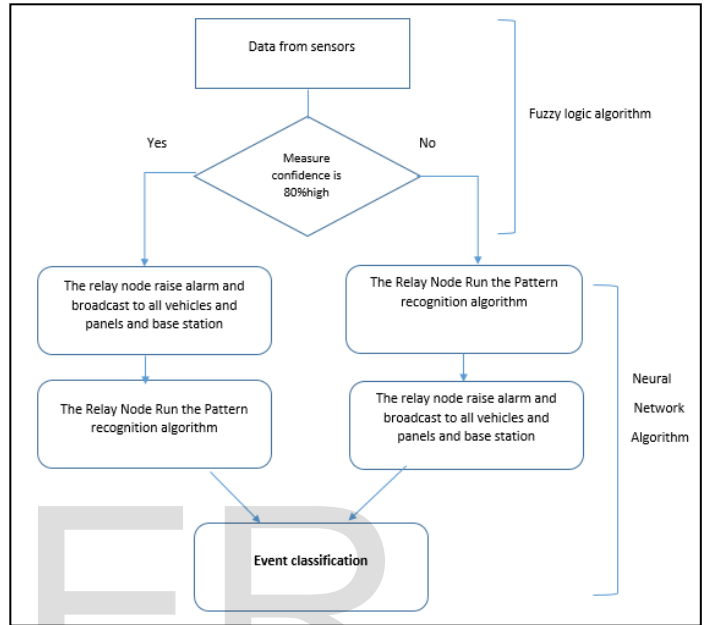 Data from sensors
Fuzzy logic algorithm
Yes
No
Measure
confidence is
80%high
The relay node raise alarm and
broadcast to all vehicles and
panels and base station
The Relay Node Run the Pattern
recognition algorithm
The Relay Node Run the Pattern
recognition algorithm
The relay node raise alarm and
broadcast to all vehicles and
panels and base station
Neural
Network
Algorithm
Event classification
ER